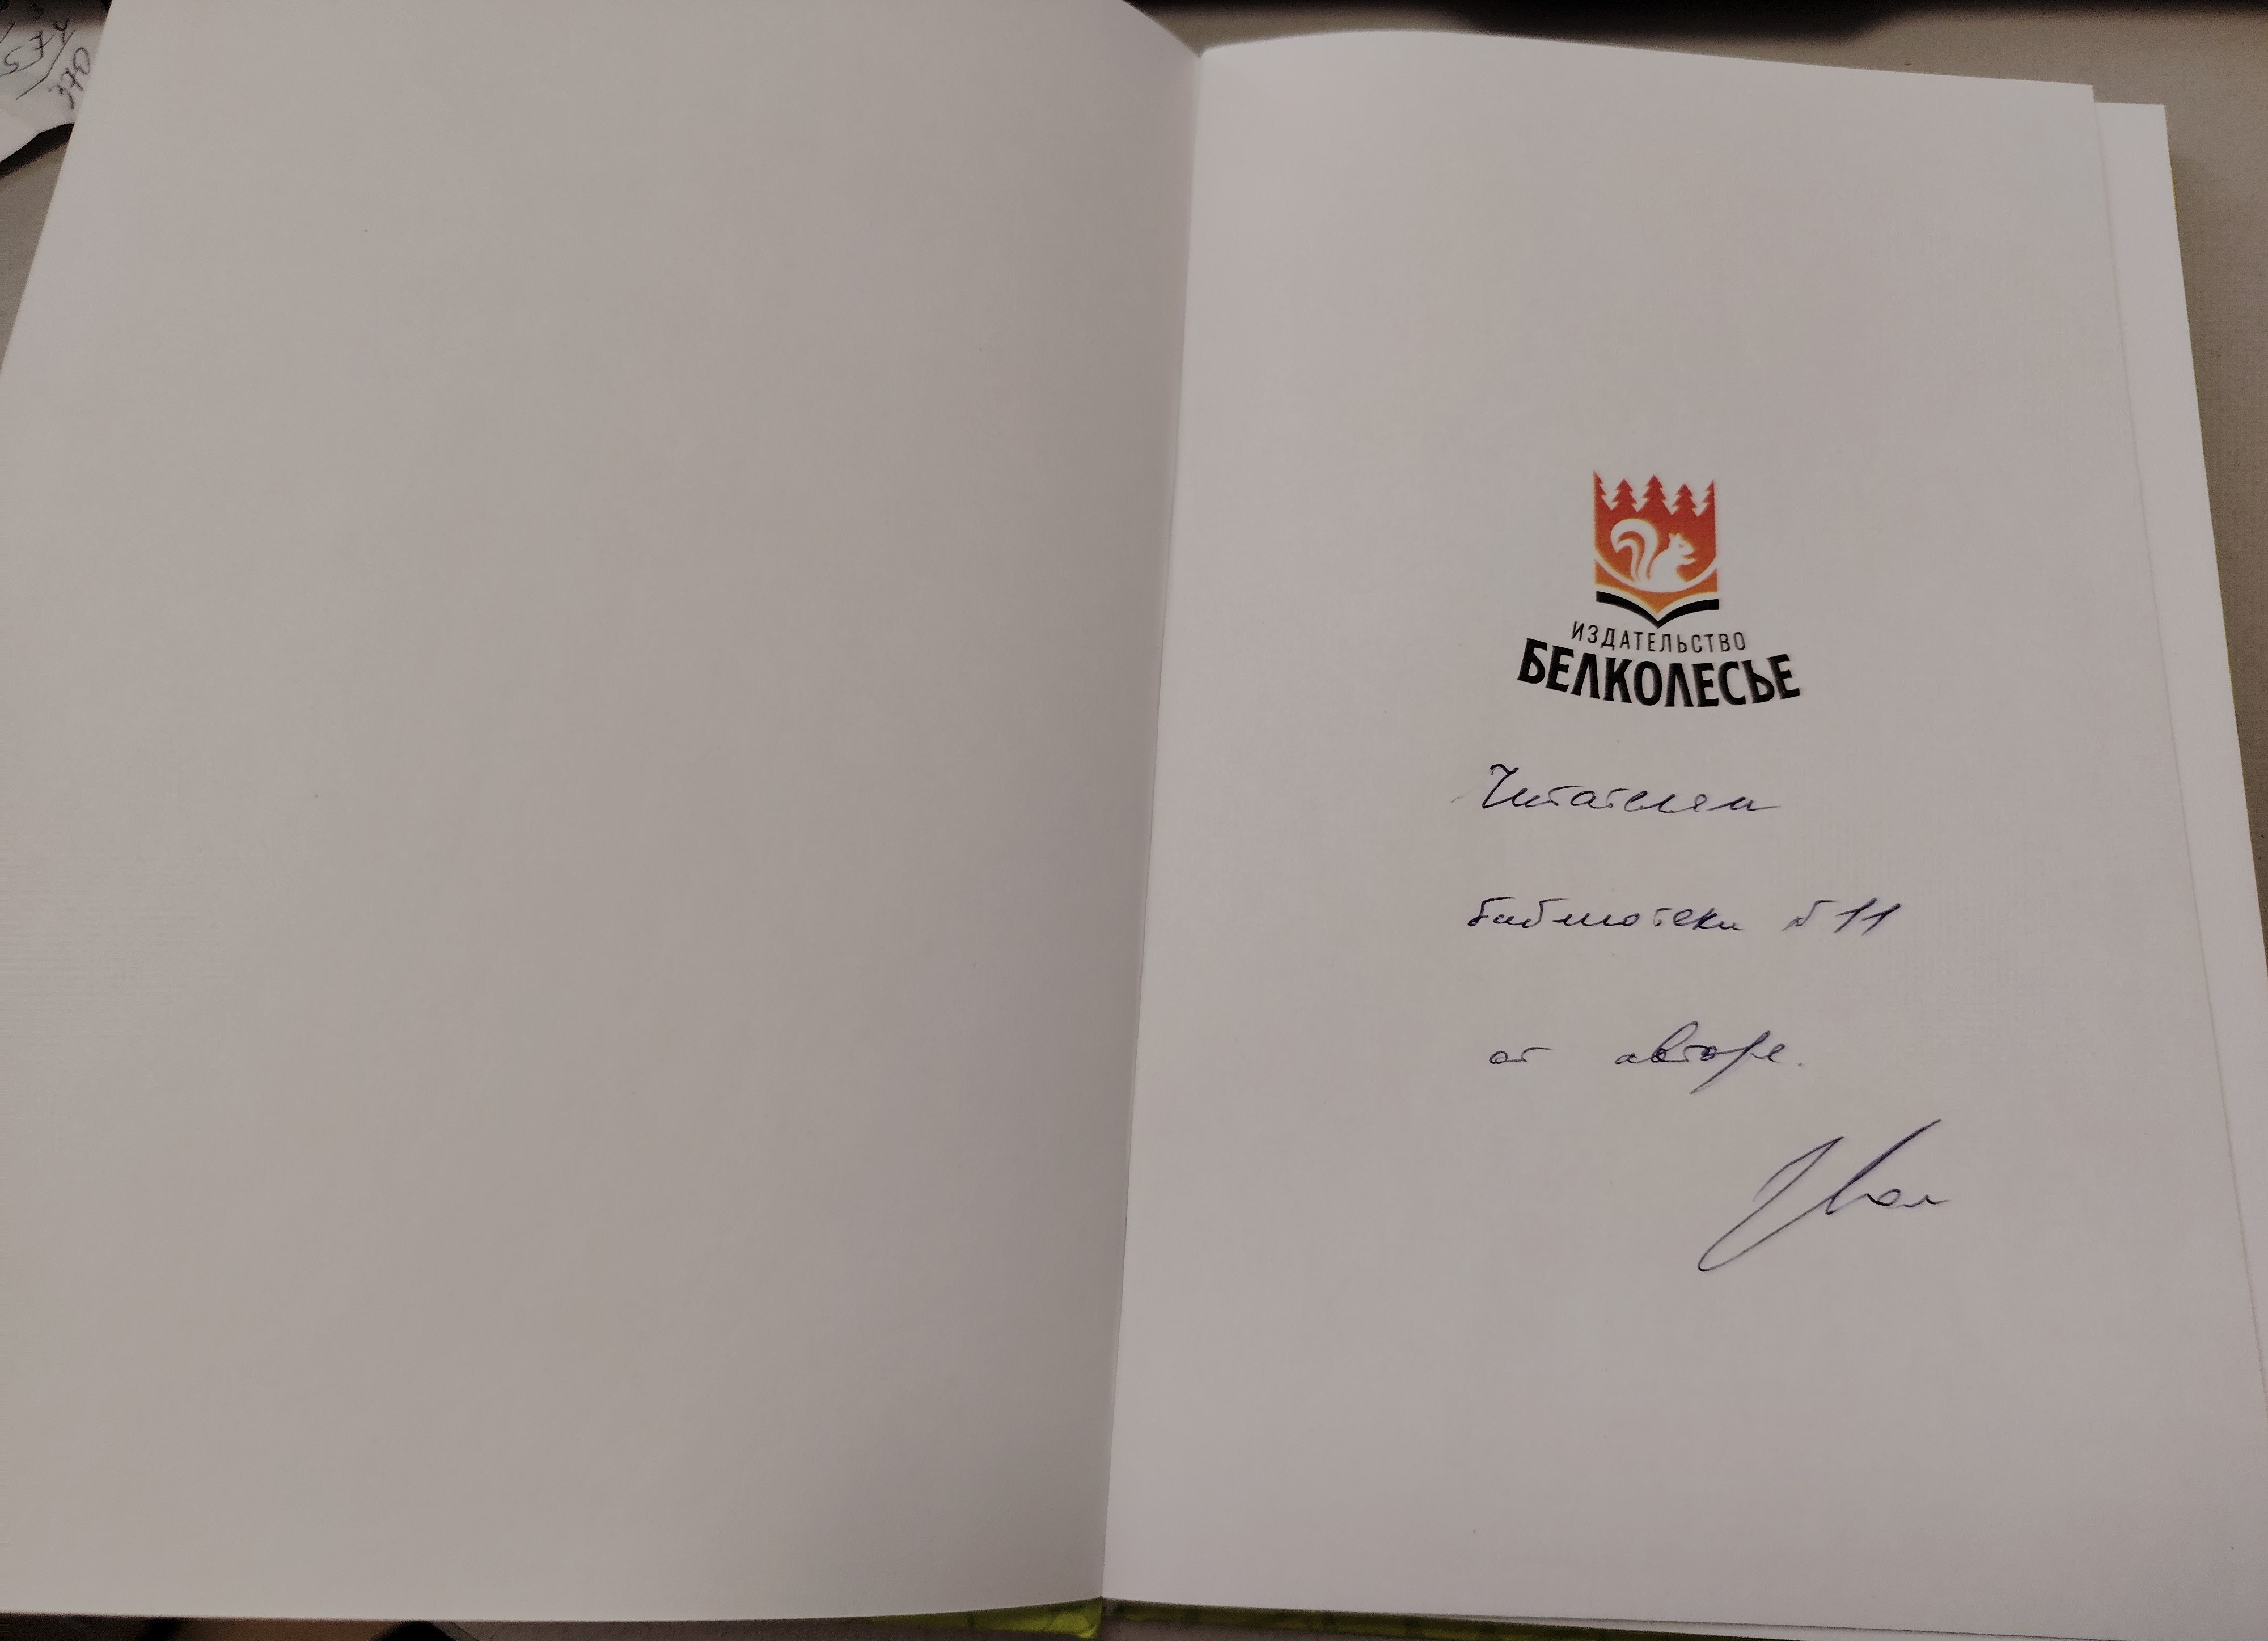 ИЗДАТЕЛЬСТВО
БЕЛКОЛЕСЬЕ
Читателям
библиотеки №11
от автора.